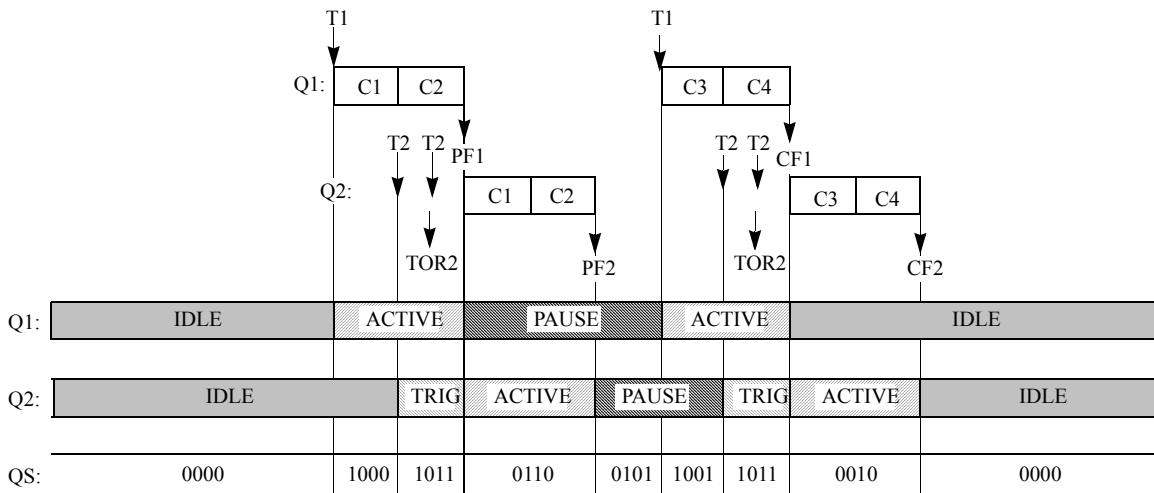 T1 T1
Q1: C1 C2 C3 C4
T2 T2 PF1 T2 T2 CF1
Q2: C1 C2 C3 C4
TOR2 PF2 TOR2 CF2
Q1: IDLE ACTIVE PAUSE ACTIVE IDLE
Q2: IDLE TRIG ACTIVE PAUSE TRIG ACTIVE IDLE
QS: 0000 1000 1011 0110 0101 1001 1011 0010 0000